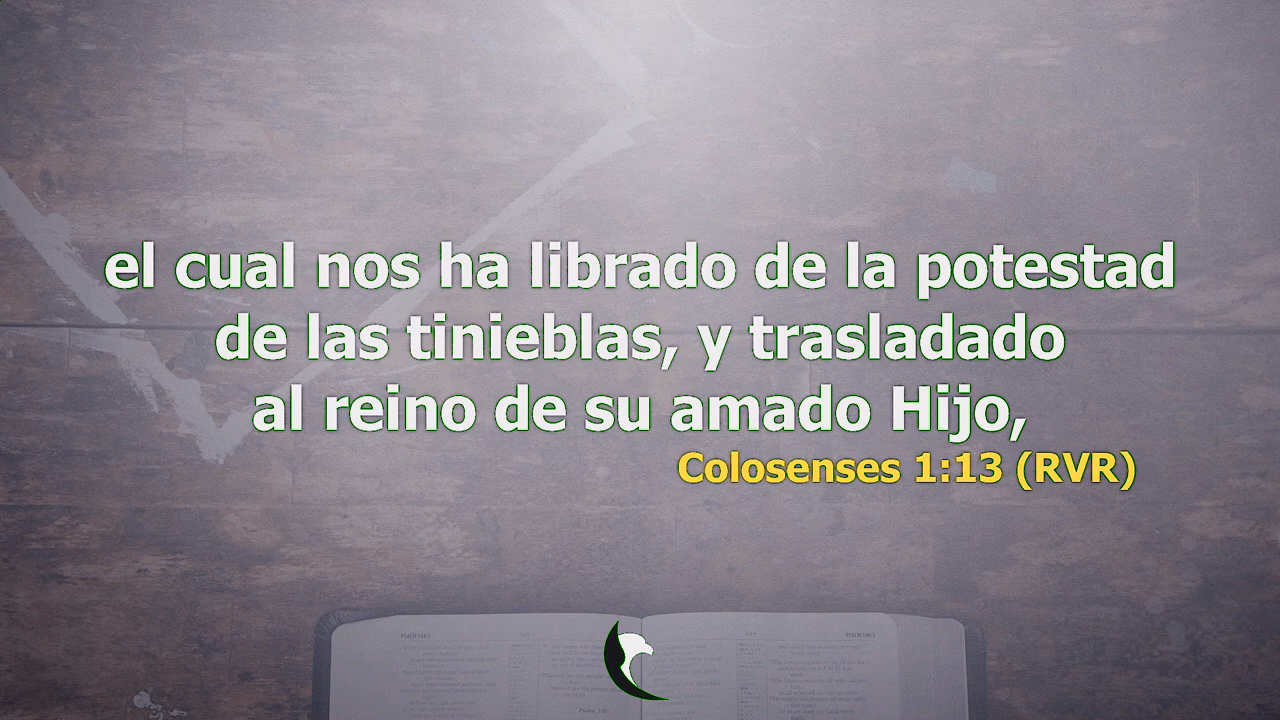 el cual nos ha librado de la potestad
de las tinieblas, y trasladado
al reino de su amado Hijo,
Colosenses 1:13 (RVR)